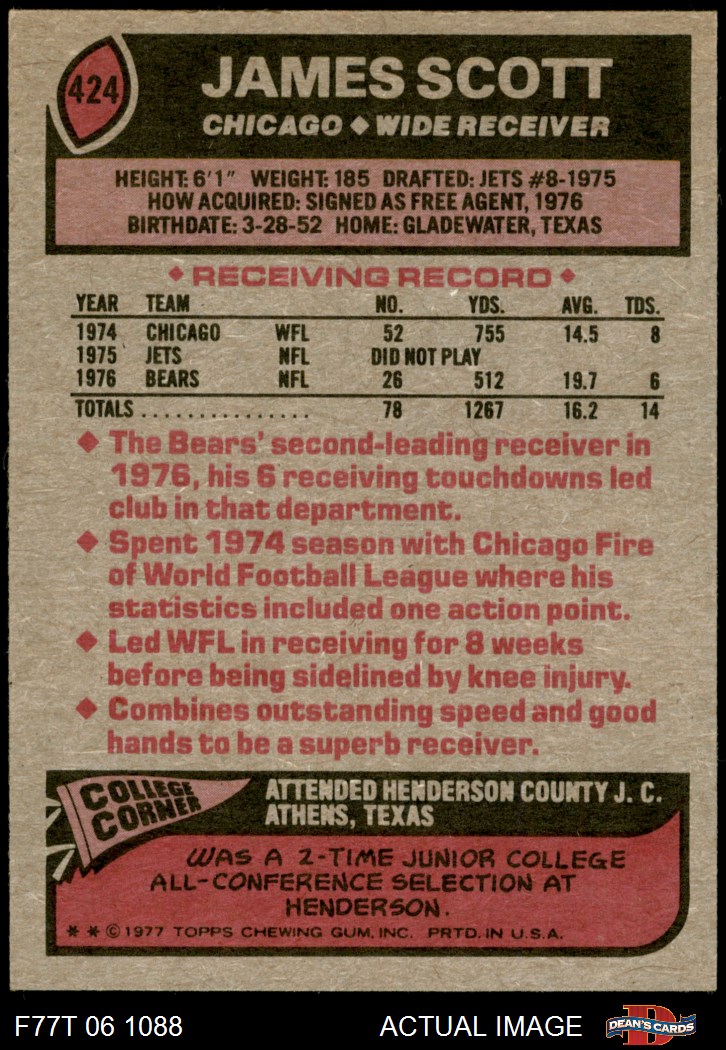 424
JAMES SCOTT
CHICAGO ◆ WIDE RECEIVER
HEIGHT: 6'1" WEIGHT: 185 DRAFTED: JETS #8-1975
HOW ACQUIRED: SIGNED AS FREE AGENT, 1976
BIRTHDATE: 3-28-52 HOME: GLADEWATER, TEXAS
◆ RECEIVING RECORD ◆
YEAR TEAM NO. YDS. AVG. TDS.
1974 CHICAGO WFL 52 755 14.5 8
1975 JETS NFL DID NOT PLAY
1976 BEARS NFL 26 512 19.7 6
TOTALS ................ 78 1267 16.2 14
◆ The Bears' second-leading receiver in
1976, his 6 receiving touchdowns led
club in that department.
◆ Spent 1974 season with Chicago Fire
of World Football League where his
statistics included one action point.
◆ Led WFL in receiving for 8 weeks
before being sidelined by knee injury.
◆ Combines outstanding speed and good
hands to be a superb receiver.
COLLEGE
CORNER
ATTENDED HENDERSON COUNTY J. C.
ATHENS, TEXAS
WAS A 2-TIME JUNIOR COLLEGE
ALL-CONFERENCE SELECTION AT
HENDERSON.
* * © 1977 TOPPS CHEWING GUM, INC. PRTD. IN U.S.A.
F77T 06 1088 ACTUAL IMAGE
D
DEAN'S CARDS